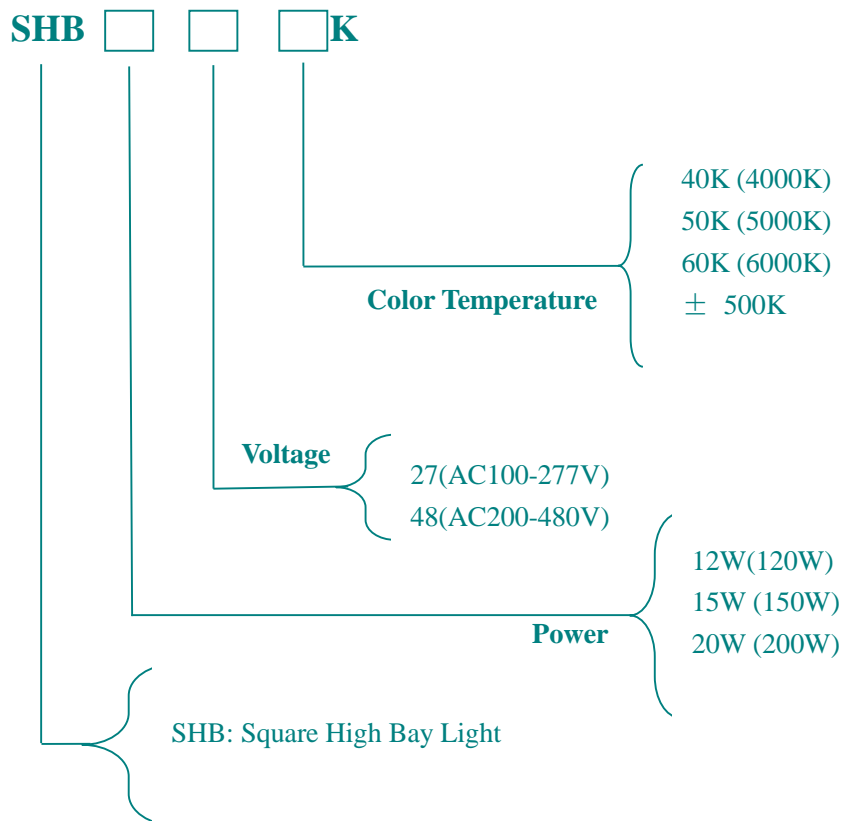 SHB □ □ □K
40K (4000K)
50K (5000K)
60K (6000K)
± 500K
Color Temperature
Voltage
27(AC100-277V)
48(AC200-480V)
12W(120W)
15W (150W)
20W (200W)
Power
SHB: Square High Bay Light